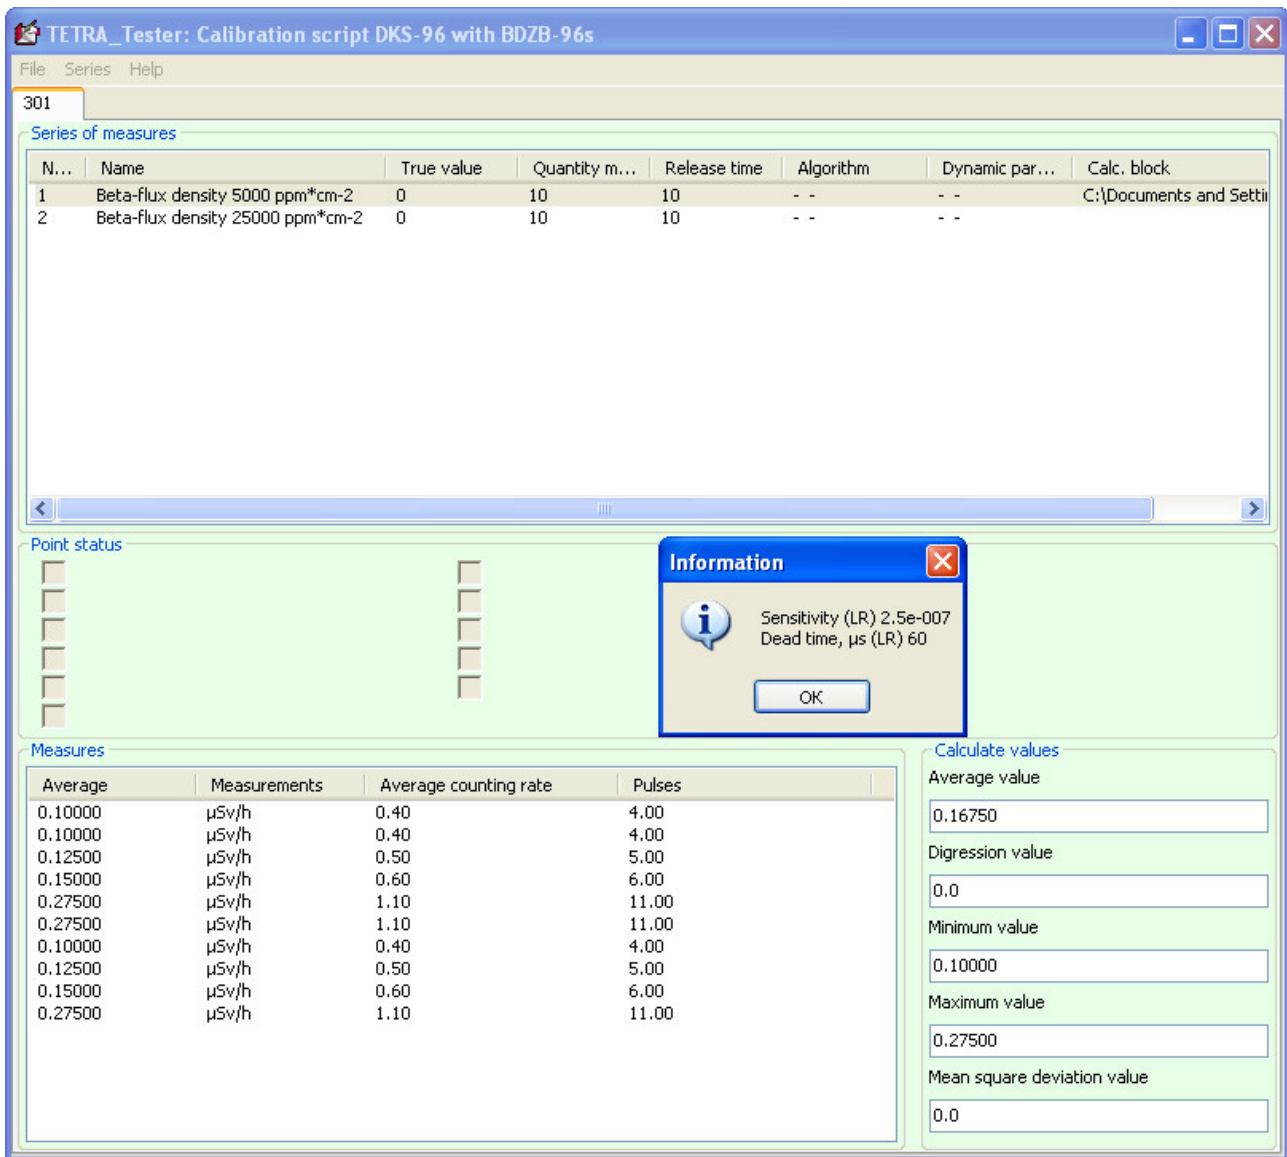 TETRA_Tester: Calibration script DKS-96 with BDZB-96s
File Series Help
301
Series of measures
N... Name True value Quantity m... Release time Algorithm Dynamic par... Calc. block
1 Beta-flux density 5000 ppm*cm-2 0 10 10 - - - - C:\Documents and Settin
2 Beta-flux density 25000 ppm*cm-2 0 10 10 - - - -
Point status
Information
Sensitivity (LR) 2.5e-007
Dead time, µs (LR) 60
OK
Measures
Average Measurements Average counting rate Pulses
0.10000 µSv/h 0.40 4.00
0.10000 µSv/h 0.40 4.00
0.12500 µSv/h 0.50 5.00
0.15000 µSv/h 0.60 6.00
0.27500 µSv/h 1.10 11.00
0.27500 µSv/h 1.10 11.00
0.10000 µSv/h 0.40 4.00
0.12500 µSv/h 0.50 5.00
0.15000 µSv/h 0.60 6.00
0.27500 µSv/h 1.10 11.00
Calculate values
Average value
0.16750
Digression value
0.0
Minimum value
0.10000
Maximum value
0.27500
Mean square deviation value
0.0